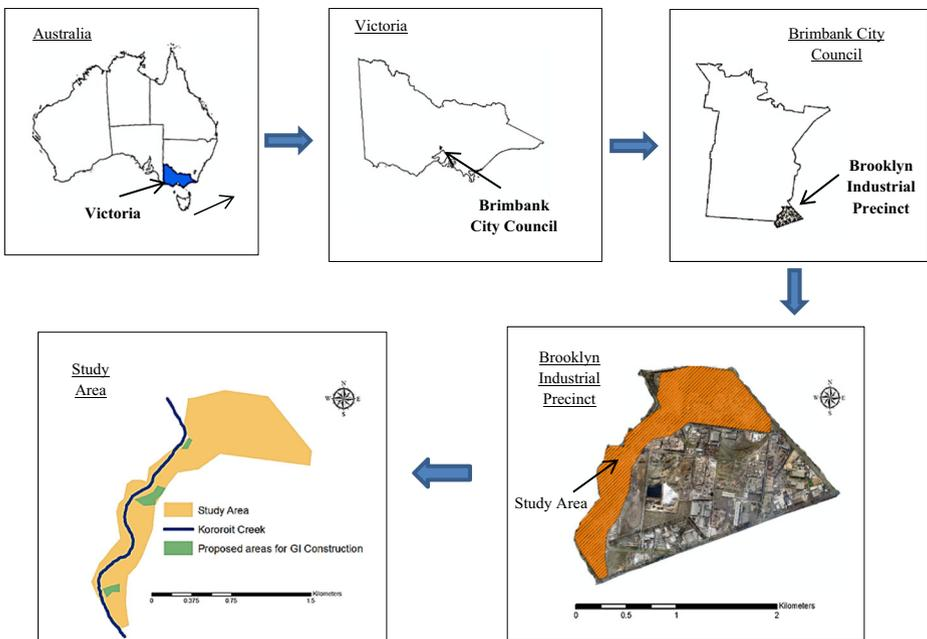 Australia
Victoria
Victoria
Brimbank
City Council
Brimbank City
Council
Brooklyn
Industrial
Precinct
Brooklyn
Industrial
Precinct
N
W E
S
Study Area
Kilometers
0 0.5 1 2
Study
Area
N
W E
S
Study Area
Kororoit Creek
Proposed areas for GI Construction
Kilometers
0 0.375 0.75 1.5